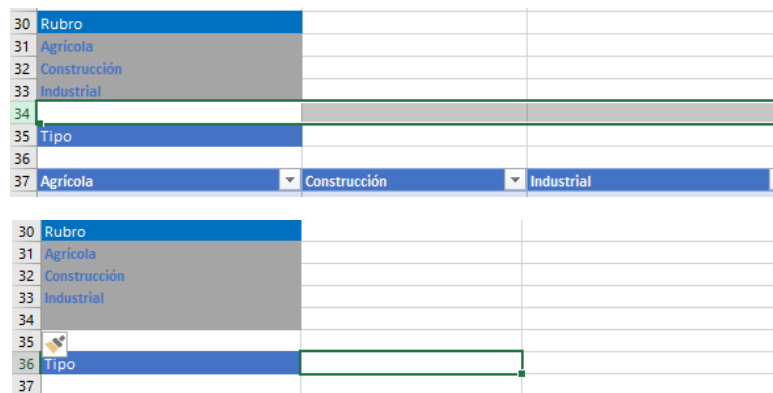 30 Rubro
31 Agrícola
32 Construcción
33 Industrial
34
35 Tipo
36
37 Agrícola Construcción Industrial
30 Rubro
31 Agrícola
32 Construcción
33 Industrial
34
35
36 Tipo
37